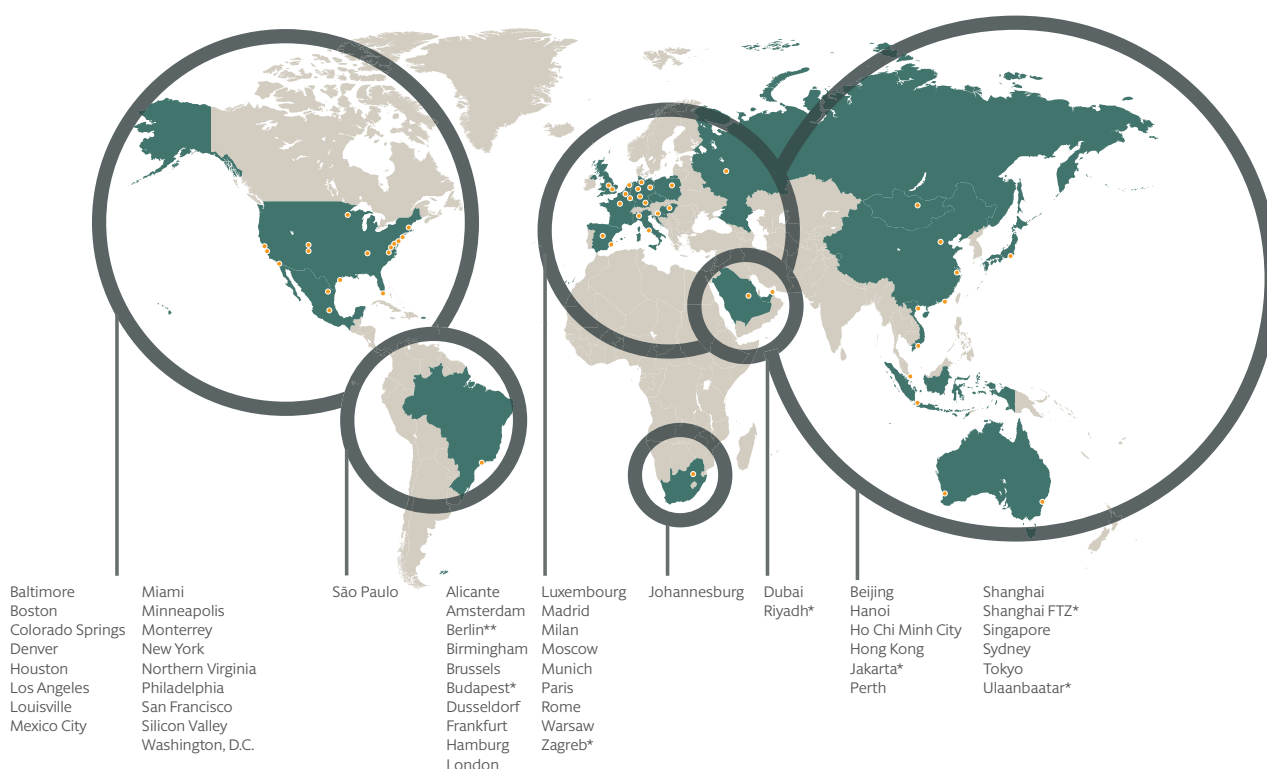 Baltimore
Boston
Colorado Springs
Denver
Houston
Los Angeles
Louisville
Mexico City
Miami
Minneapolis
Monterrey
New York
Northern Virginia
Philadelphia
San Francisco
Silicon Valley
Washington, D.C.
São Paulo
Alicante
Amsterdam
Berlin**
Birmingham
Brussels
Budapest*
Dusseldorf
Frankfurt
Hamburg
London
Luxembourg
Madrid
Milan
Moscow
Munich
Paris
Rome
Warsaw
Zagreb*
Johannesburg
Dubai
Riyadh*
Beijing
Hanoi
Ho Chi Minh City
Hong Kong
Jakarta*
Perth
Shanghai
Shanghai FTZ*
Singapore
Sydney
Tokyo
Ulaanbaatar*